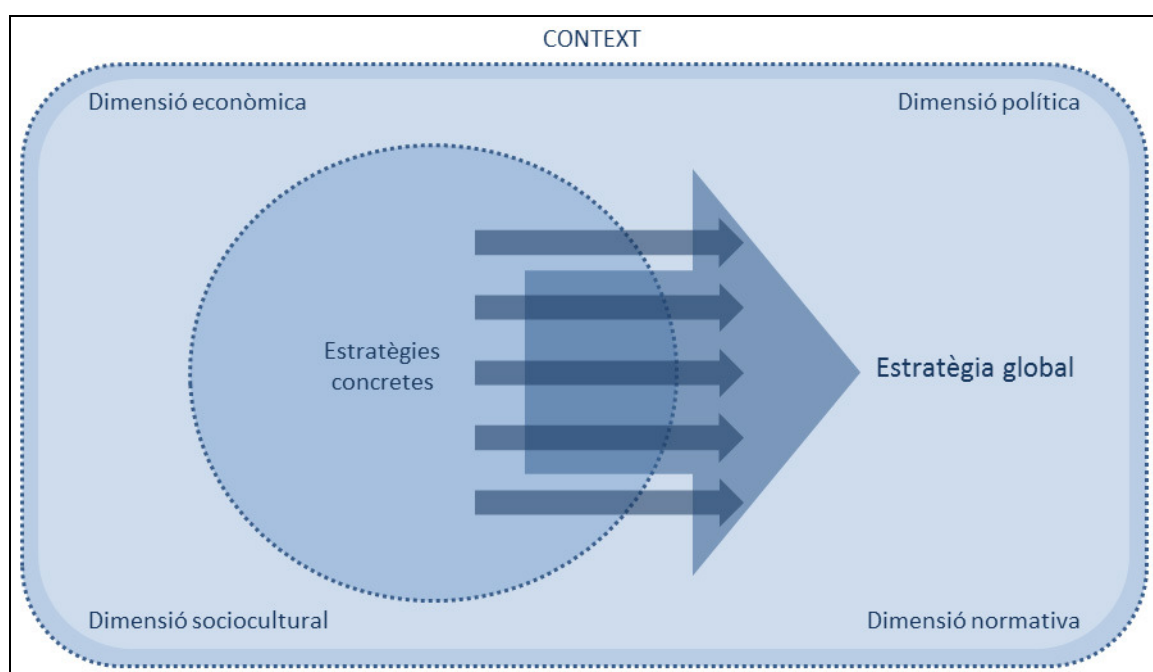 CONTEXT
Dimensió econòmica
Dimensió política
Estratègies
concretes
Estratègia global
Dimensió sociocultural
Dimensió normativa